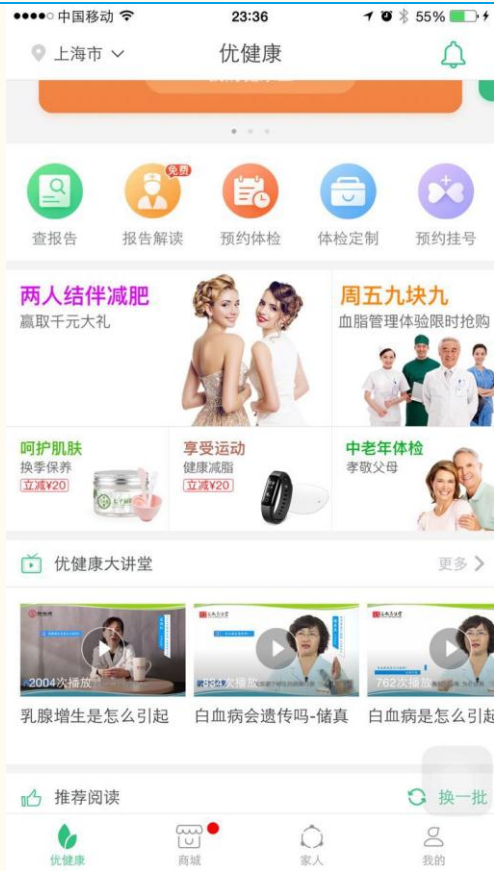 中国移动
23:36
55%
上海市
优健康
免费
查报告
报告解读
预约体检
体检定制
预约挂号
两人结伴减肥
赢取千元大礼
周五九块九
血脂管理体验限时抢购
呵护肌肤
换季保养
立减¥20
享受运动
健康减脂
立减¥20
中老年体检
孝敬父母
优健康大讲堂
更多
2004次播放
834次播放
762次播放
乳腺增生是怎么引起
白血病会遗传吗-储真
白血病是怎么引起
推荐阅读
换一批
优健康
商城
家人
我的